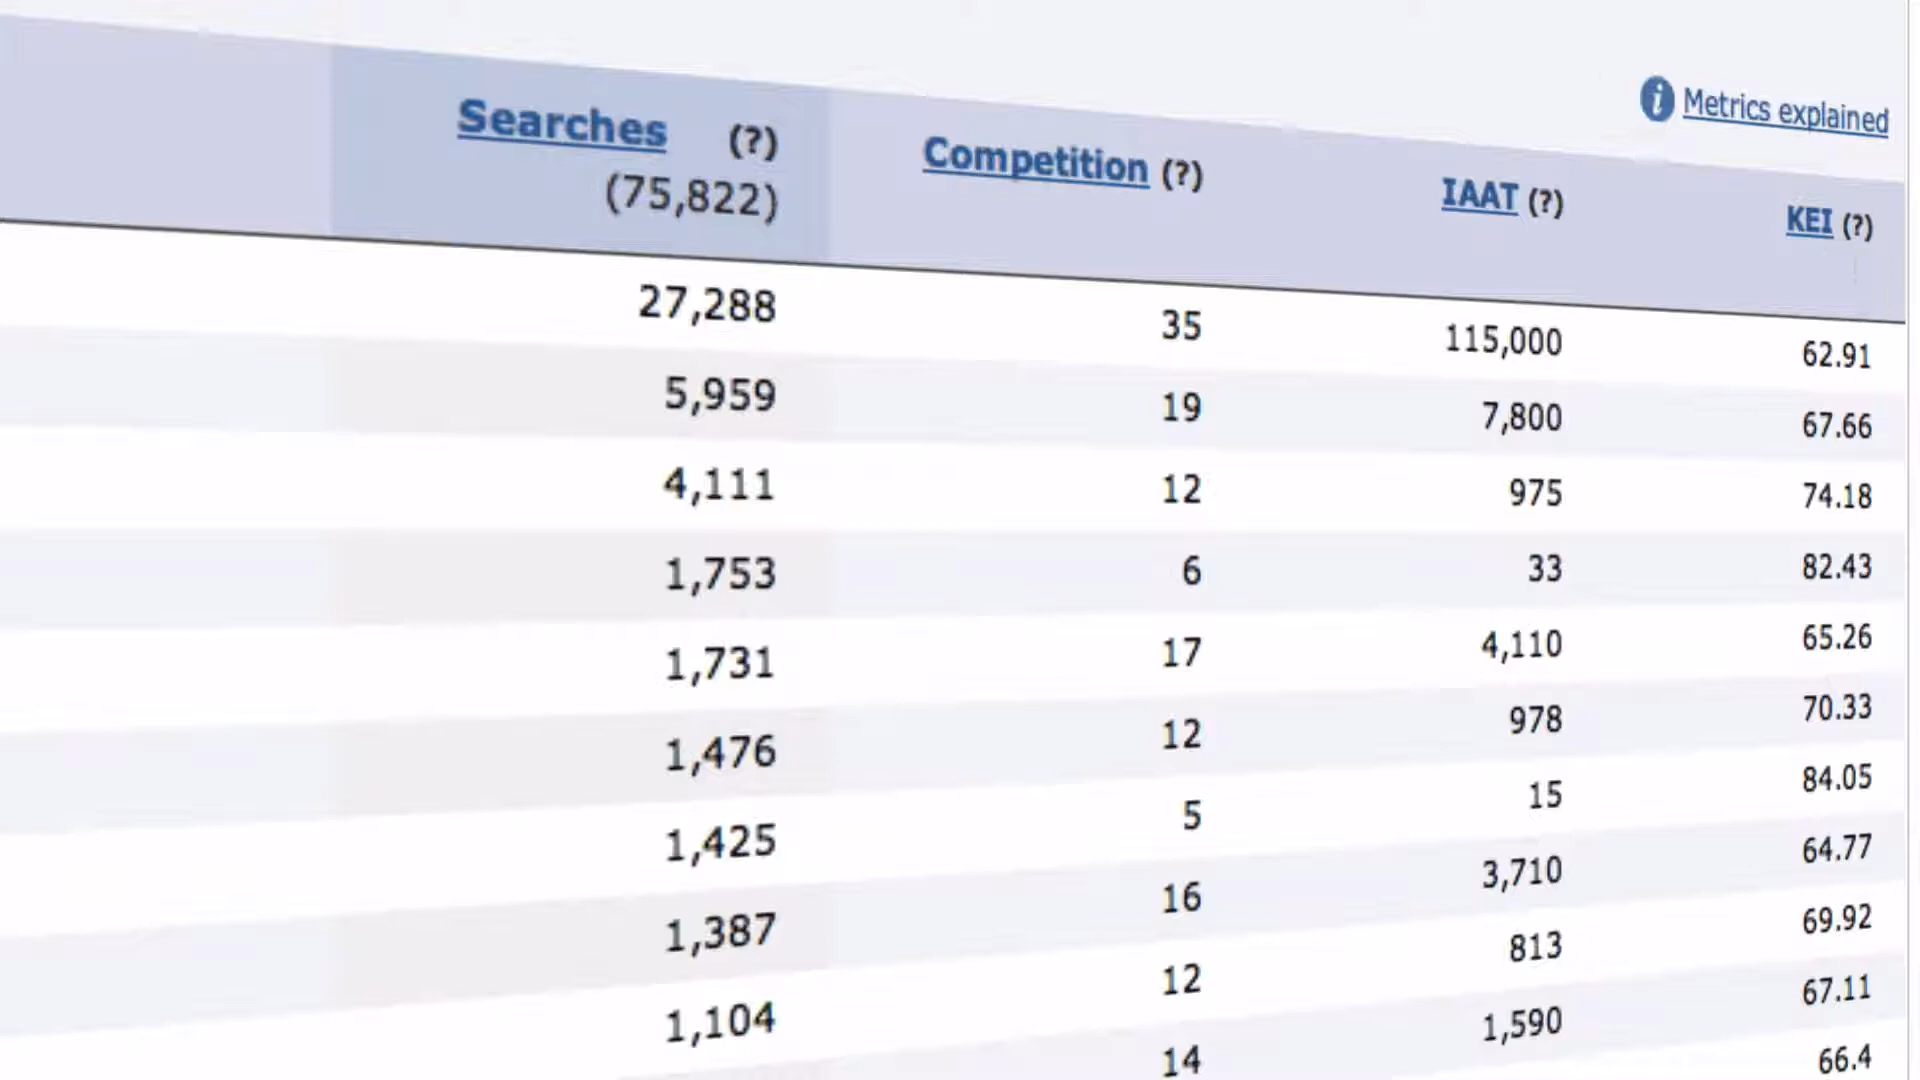 Metrics explained
Searches (?) Competition (?) IAAT (?) KEI (?)
(75,822)
27,288 35 115,000 62.91
5,959 19 7,800 67.66
4,111 12 975 74.18
1,753 6 33 82.43
1,731 17 4,110 65.26
1,476 12 978 70.33
1,425 5 15 84.05
1,387 16 3,710 64.77
1,104 12 813 69.92
14 1,590 67.11
66.4